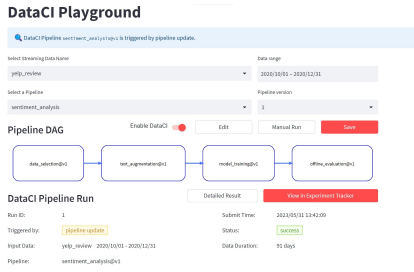 DataCI Playground
DataCI Pipeline sentiment_analysis@v1 is triggered by pipeline update.
Select Streaming Data Name
Data range
yelp_review
2020/10/01 - 2020/12/31
Select a Pipeline
Pipeline version
sentiment_analysis
1
Pipeline DAG
Enable DataCI
Edit
Manual Run
Save
data_selection@v1
text_augmentation@v1
model_training@v1
offline_evaluation@v1
DataCI Pipeline Run
Detailed Result
View in Experiment Tracker
Run ID:
1
Submit Time:
2023/05/31 13:42:09
Triggered by:
pipeline update
Status:
success
Input Data:
yelp_review 2020/10/01 - 2020/12/31
Data Duration:
91 days
Pipeline:
sentiment_analysis@v1